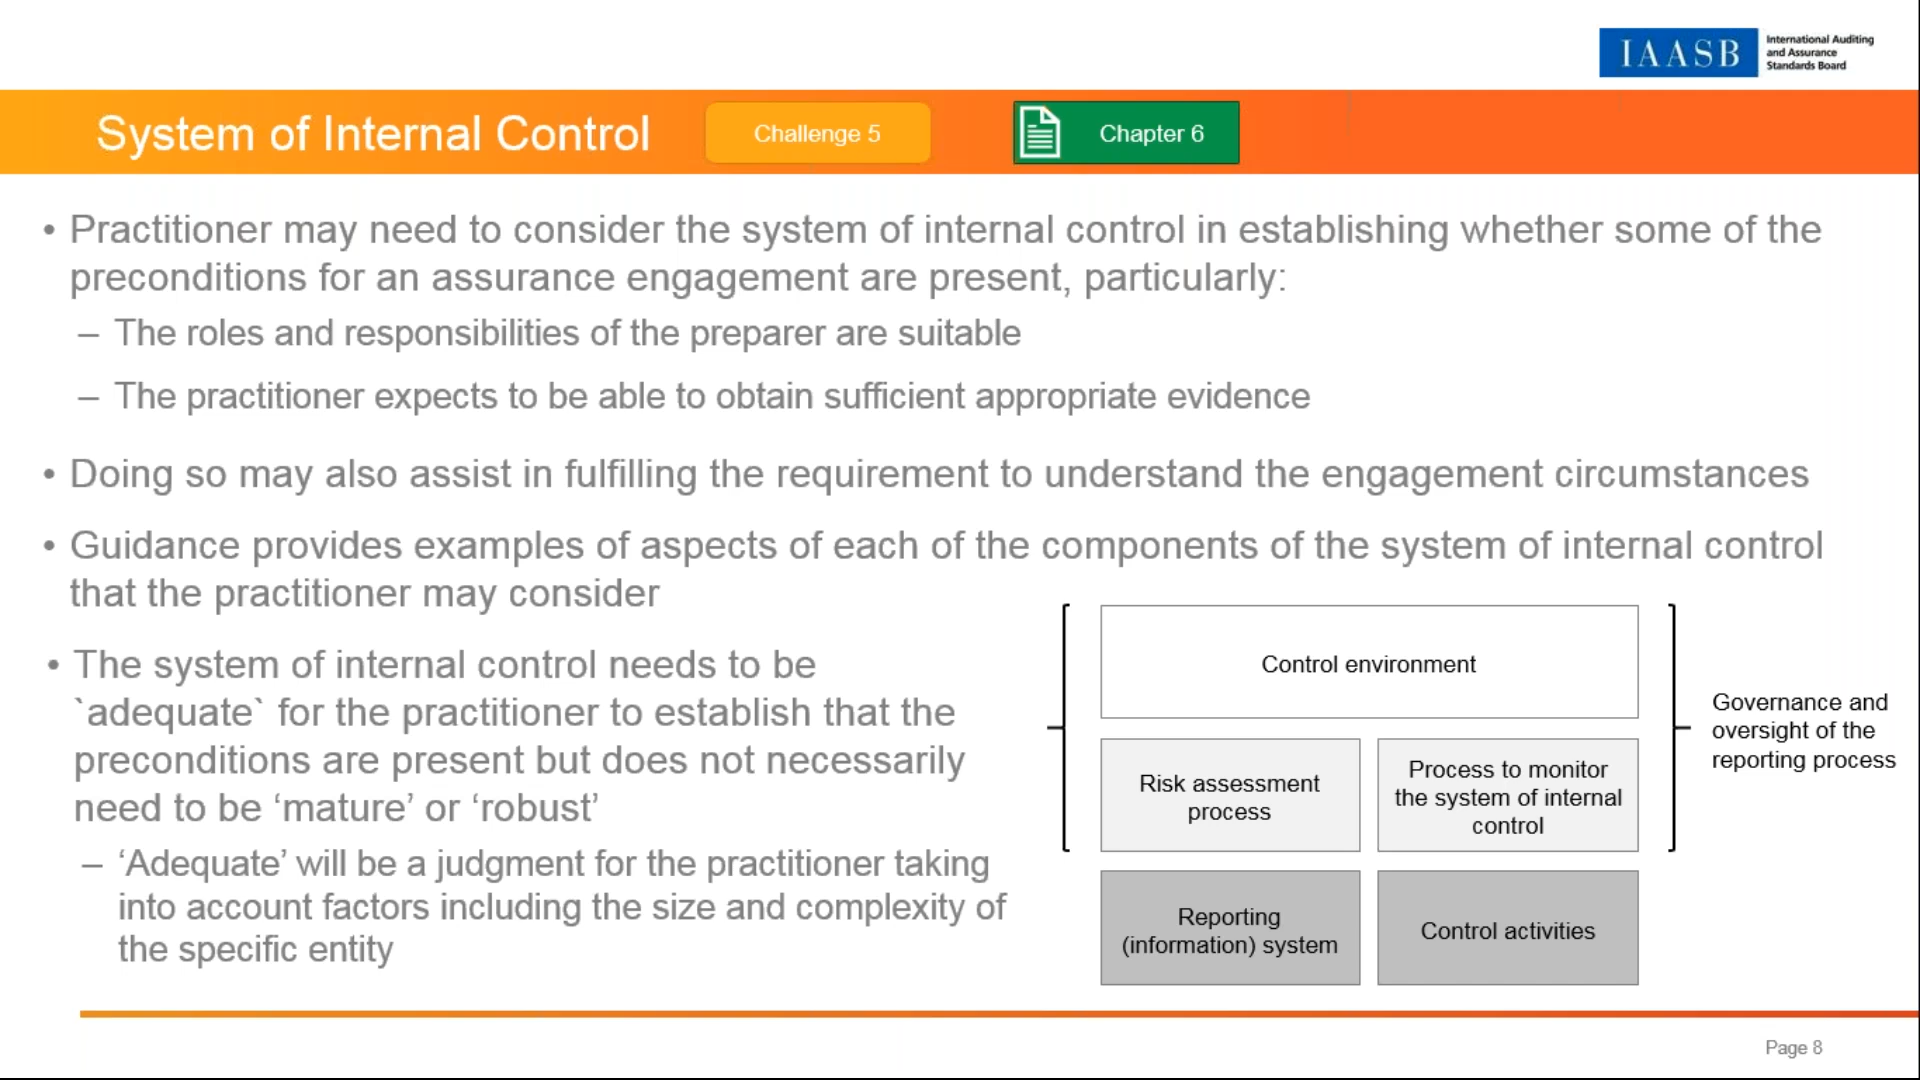 IAASB
International Auditing
and Assurance
Standards Board
System of Internal Control
Challenge 5
Chapter 6
• Practitioner may need to consider the system of internal control in establishing whether some of the
preconditions for an assurance engagement are present, particularly:
– The roles and responsibilities of the preparer are suitable
– The practitioner expects to be able to obtain sufficient appropriate evidence
• Doing so may also assist in fulfilling the requirement to understand the engagement circumstances
• Guidance provides examples of aspects of each of the components of the system of internal control
that the practitioner may consider
• The system of internal control needs to be
`adequate` for the practitioner to establish that the
preconditions are present but does not necessarily
need to be ‘mature’ or ‘robust’
– ‘Adequate’ will be a judgment for the practitioner taking
into account factors including the size and complexity of
the specific entity
Control environment
Risk assessment
process
Process to monitor
the system of internal
control
Reporting
(information) system
Control activities
Governance and
oversight of the
reporting process
Page 8